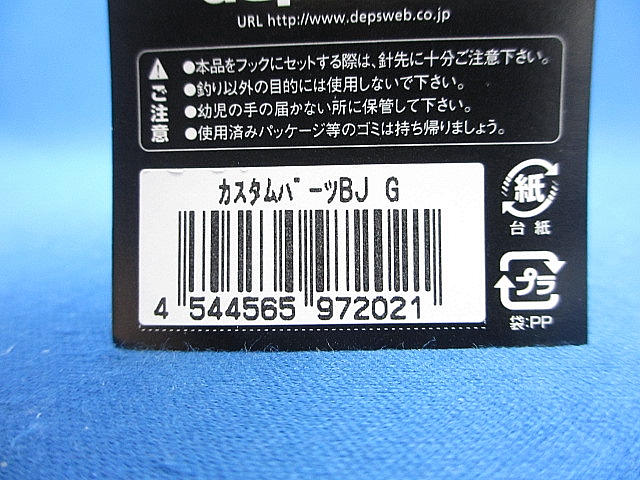 deps
URL http://www.depsweb.co.jp
ご注意
●本品をフックにセットする際は、針先に十分ご注意下さい。
●釣り以外の目的には使用しないで下さい。
●幼児の手の届かない所に保管して下さい。
●使用済みパッケージ等のゴミは持ち帰りましょう。
カスタムパーツBJ G
4 544565 972021
紙
台 紙
プラ
袋:PP